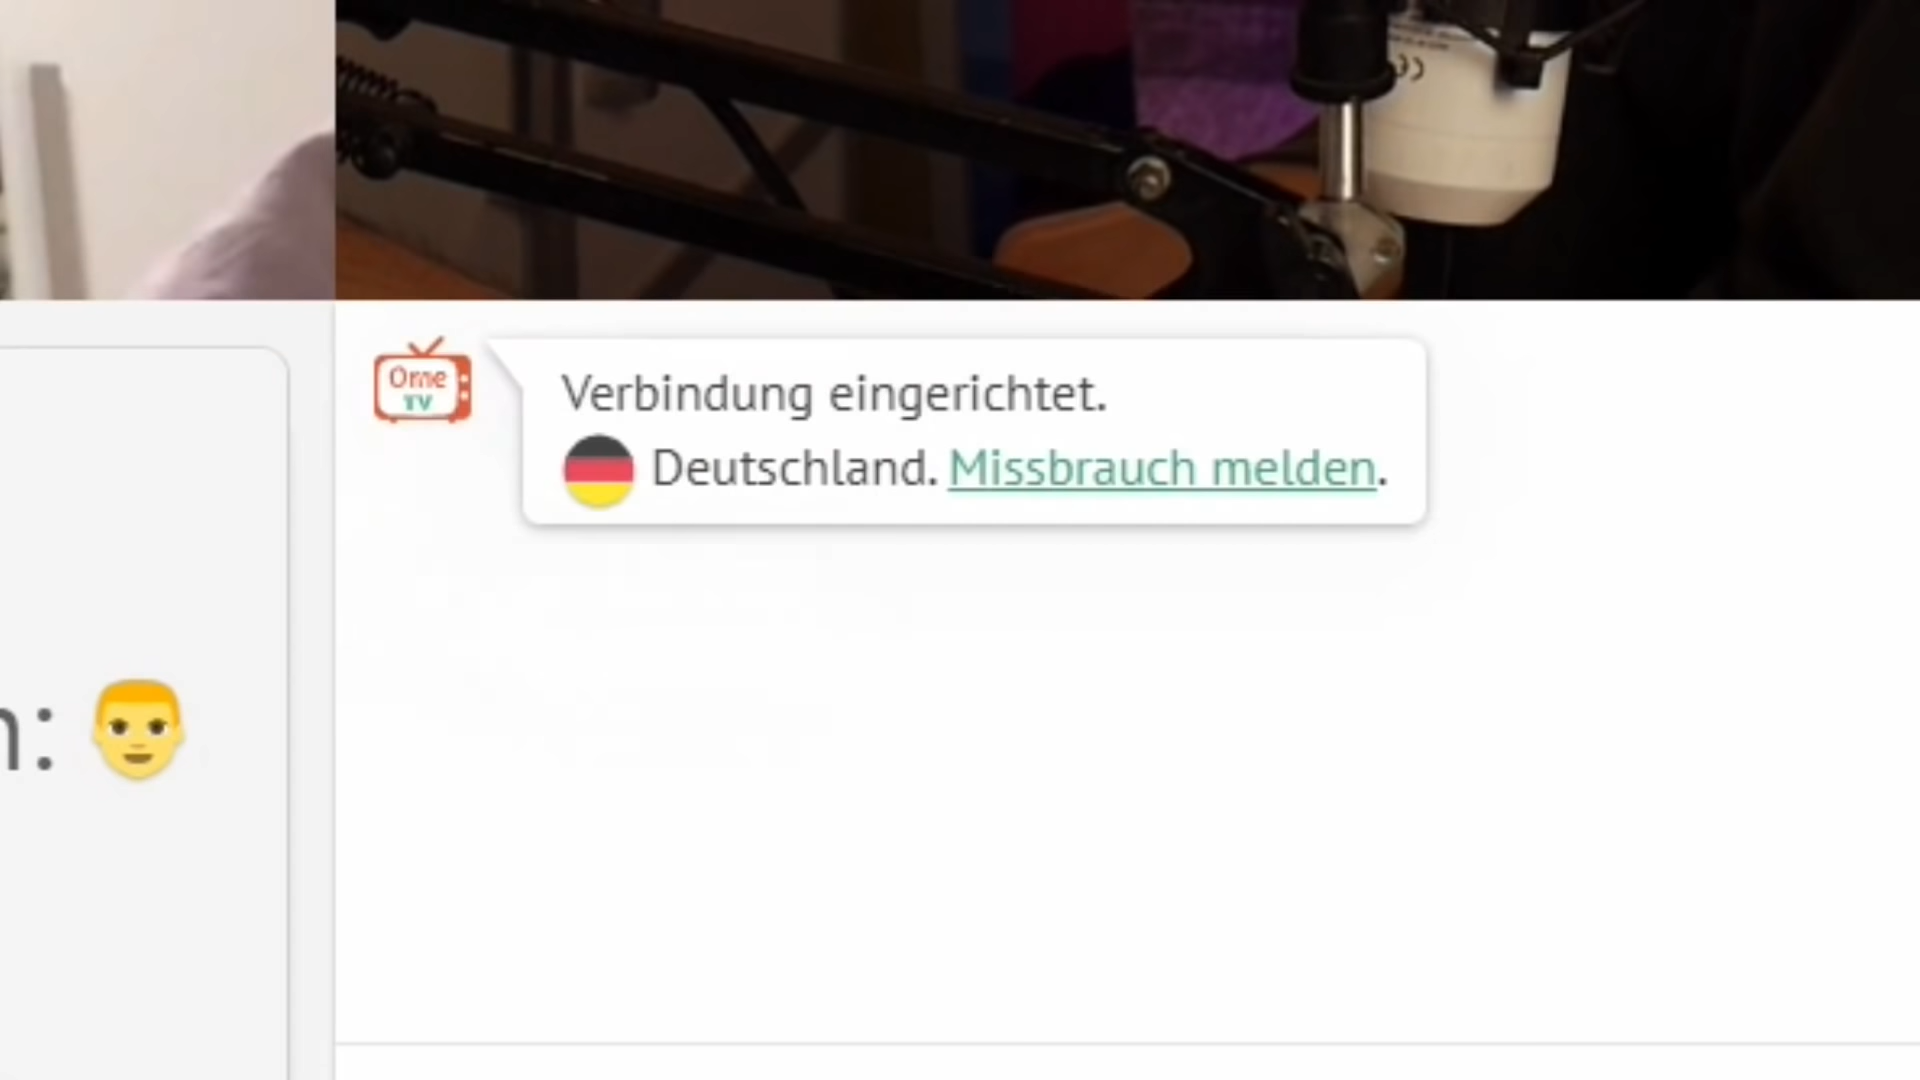 Ome
TV
Verbindung eingerichtet.
Deutschland. Missbrauch melden.
: